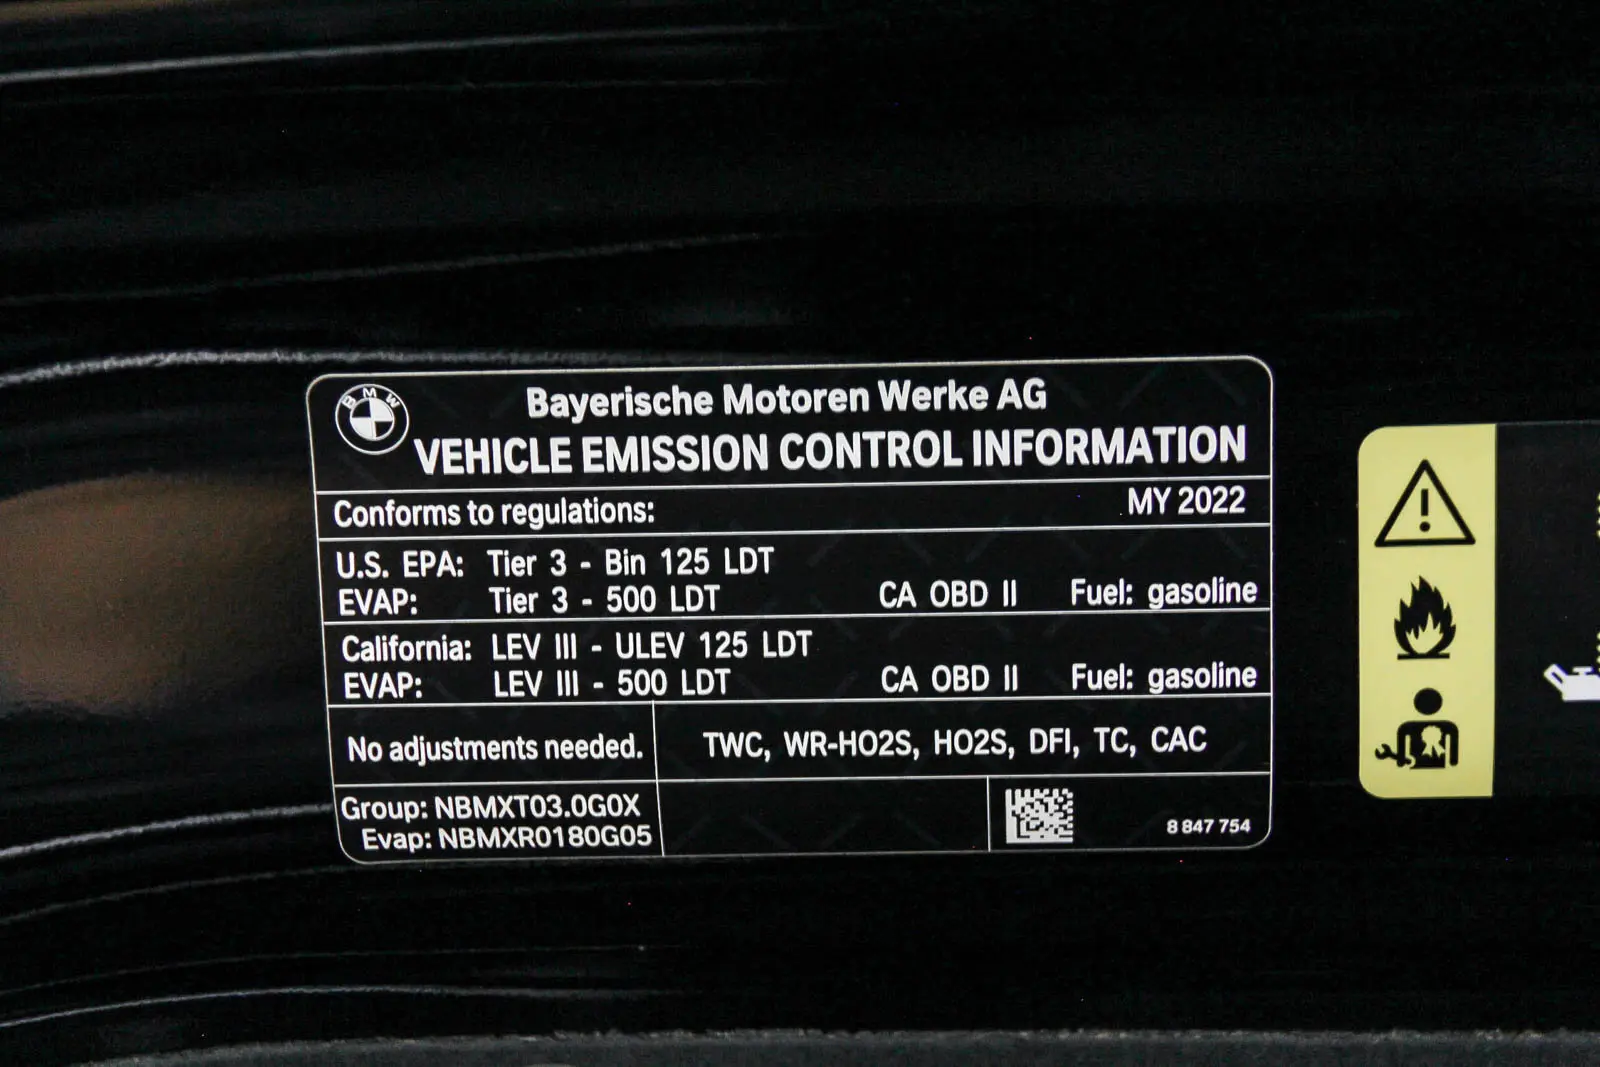 BMW
Bayerische Motoren Werke AG
VEHICLE EMISSION CONTROL INFORMATION
Conforms to regulations: MY 2022
U.S. EPA: Tier 3 - Bin 125 LDT
EVAP: Tier 3 - 500 LDT CA OBD II Fuel: gasoline
California: LEV III - ULEV 125 LDT
EVAP: LEV III - 500 LDT CA OBD II Fuel: gasoline
No adjustments needed. TWC, WR-HO2S, HO2S, DFI, TC, CAC
Group: NBMXT03.0G0X
Evap: NBMXR0180G05
8 847 754